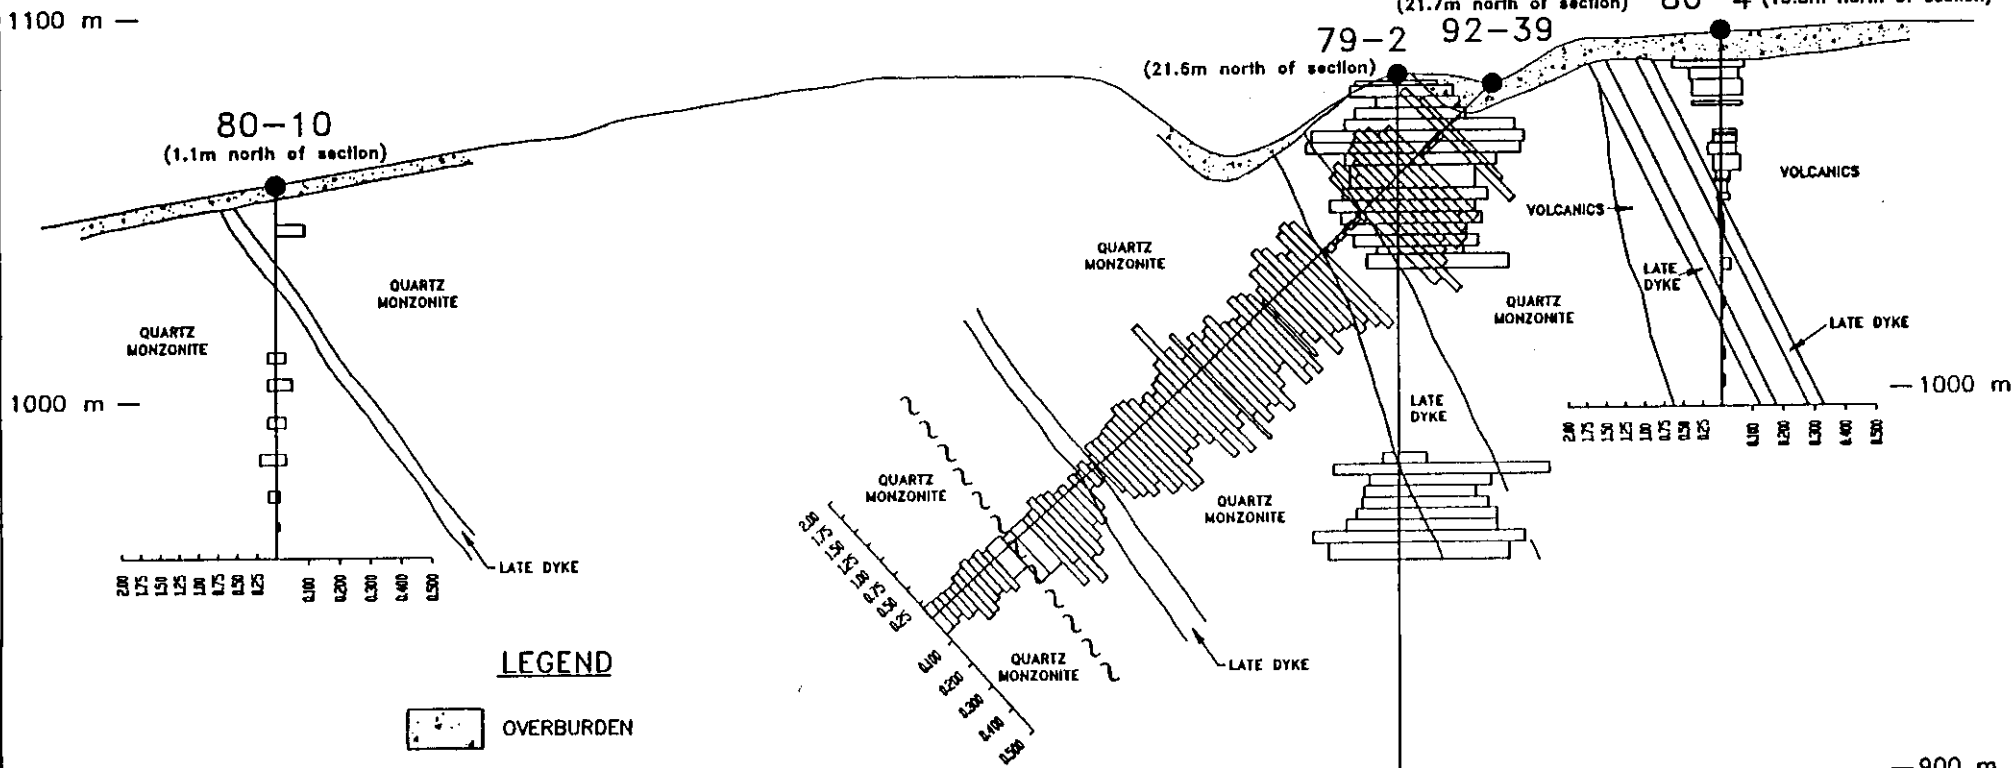 1100 m
(21.7m north of section)
79-2
92-39
(21.6m north of section)
80-10
(1.1m north of section)
VOLCANICS
VOLCANICS
QUARTZ
MONZONITE
QUARTZ
MONZONITE
LATE
DYKE
QUARTZ
MONZONITE
QUARTZ
MONZONITE
LATE DYKE
1000 m
1000 m
LATE
DYKE
2.00 1.75 1.50 1.25 1.00 0.75 0.50 0.25 0.100 0.200 0.300 0.400 0.500
QUARTZ
MONZONITE
QUARTZ
MONZONITE
2.00 1.75 1.50 1.25 1.00 0.75 0.50 0.25 0.100 0.200 0.300 0.400 0.500
LATE DYKE
2.00 1.75 1.50 1.25 1.00 0.75 0.50 0.25 0.100 0.200 0.300 0.400 0.500
LEGEND
QUARTZ
MONZONITE
LATE DYKE
OVERBURDEN
900 m